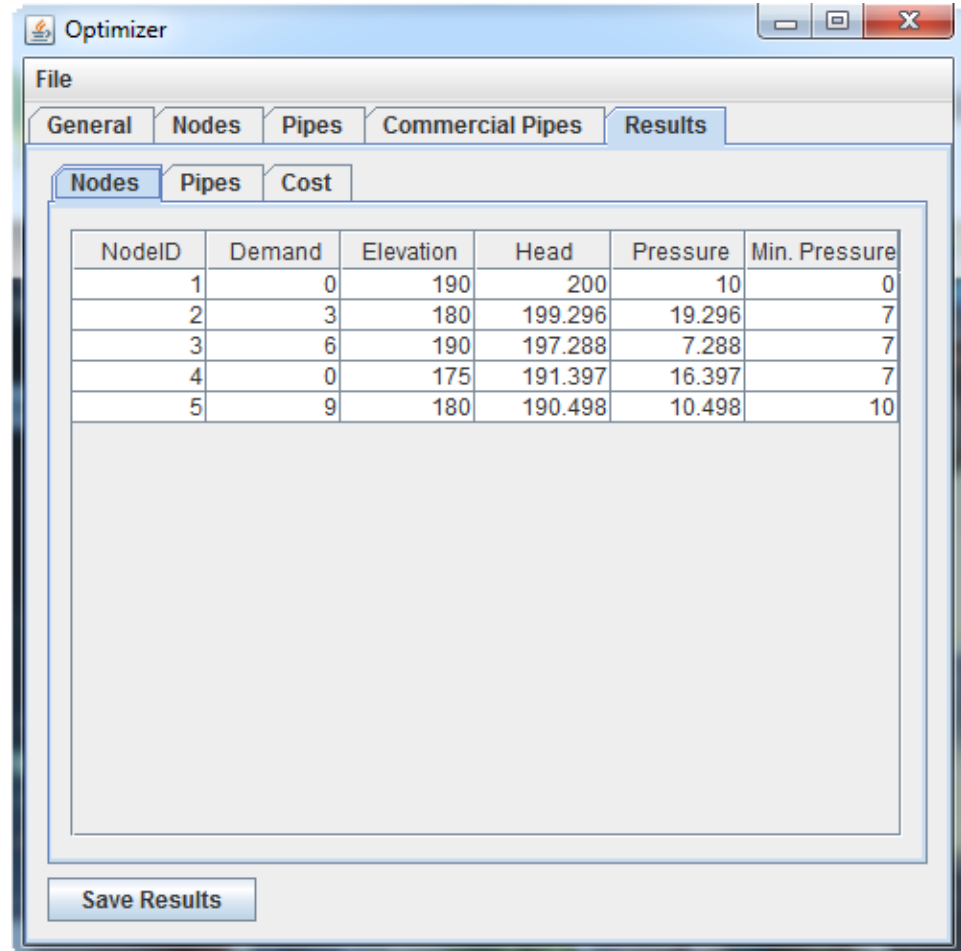 Optimizer
File
General Nodes Pipes Commercial Pipes Results
Nodes Pipes Cost
NodeID Demand Elevation Head Pressure Min. Pressure
1 0 190 200 10 0
2 3 180 199.296 19.296 7
3 6 190 197.288 7.288 7
4 0 175 191.397 16.397 7
5 9 180 190.498 10.498 10
Save Results